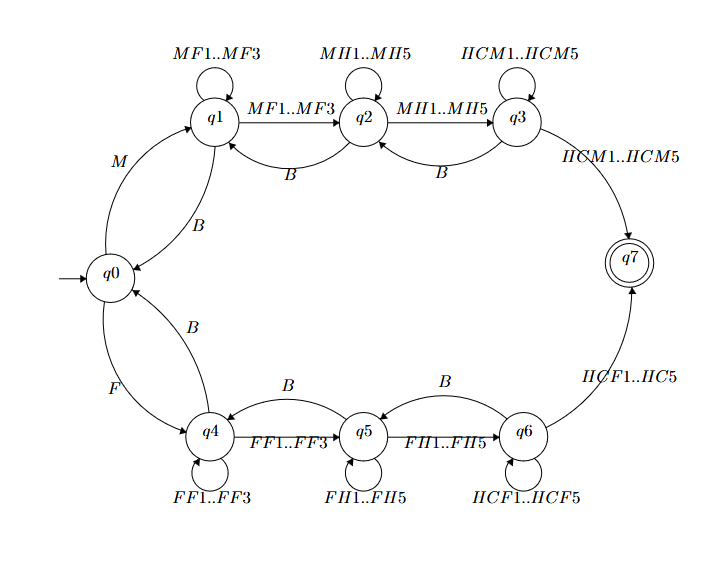 MF1..MF3 MH1..MH5 HCM1..HCM5
q1 MF1..MF3 q2 MH1..MH5 q3
HCM1..HCM5
M
B B
B
q7
q0
B
HCF1..HC5
B B
F
q4 FF1..FF3 q5 FH1..FH5 q6
FF1..FF3 FH1..FH5 HCF1..HCF5